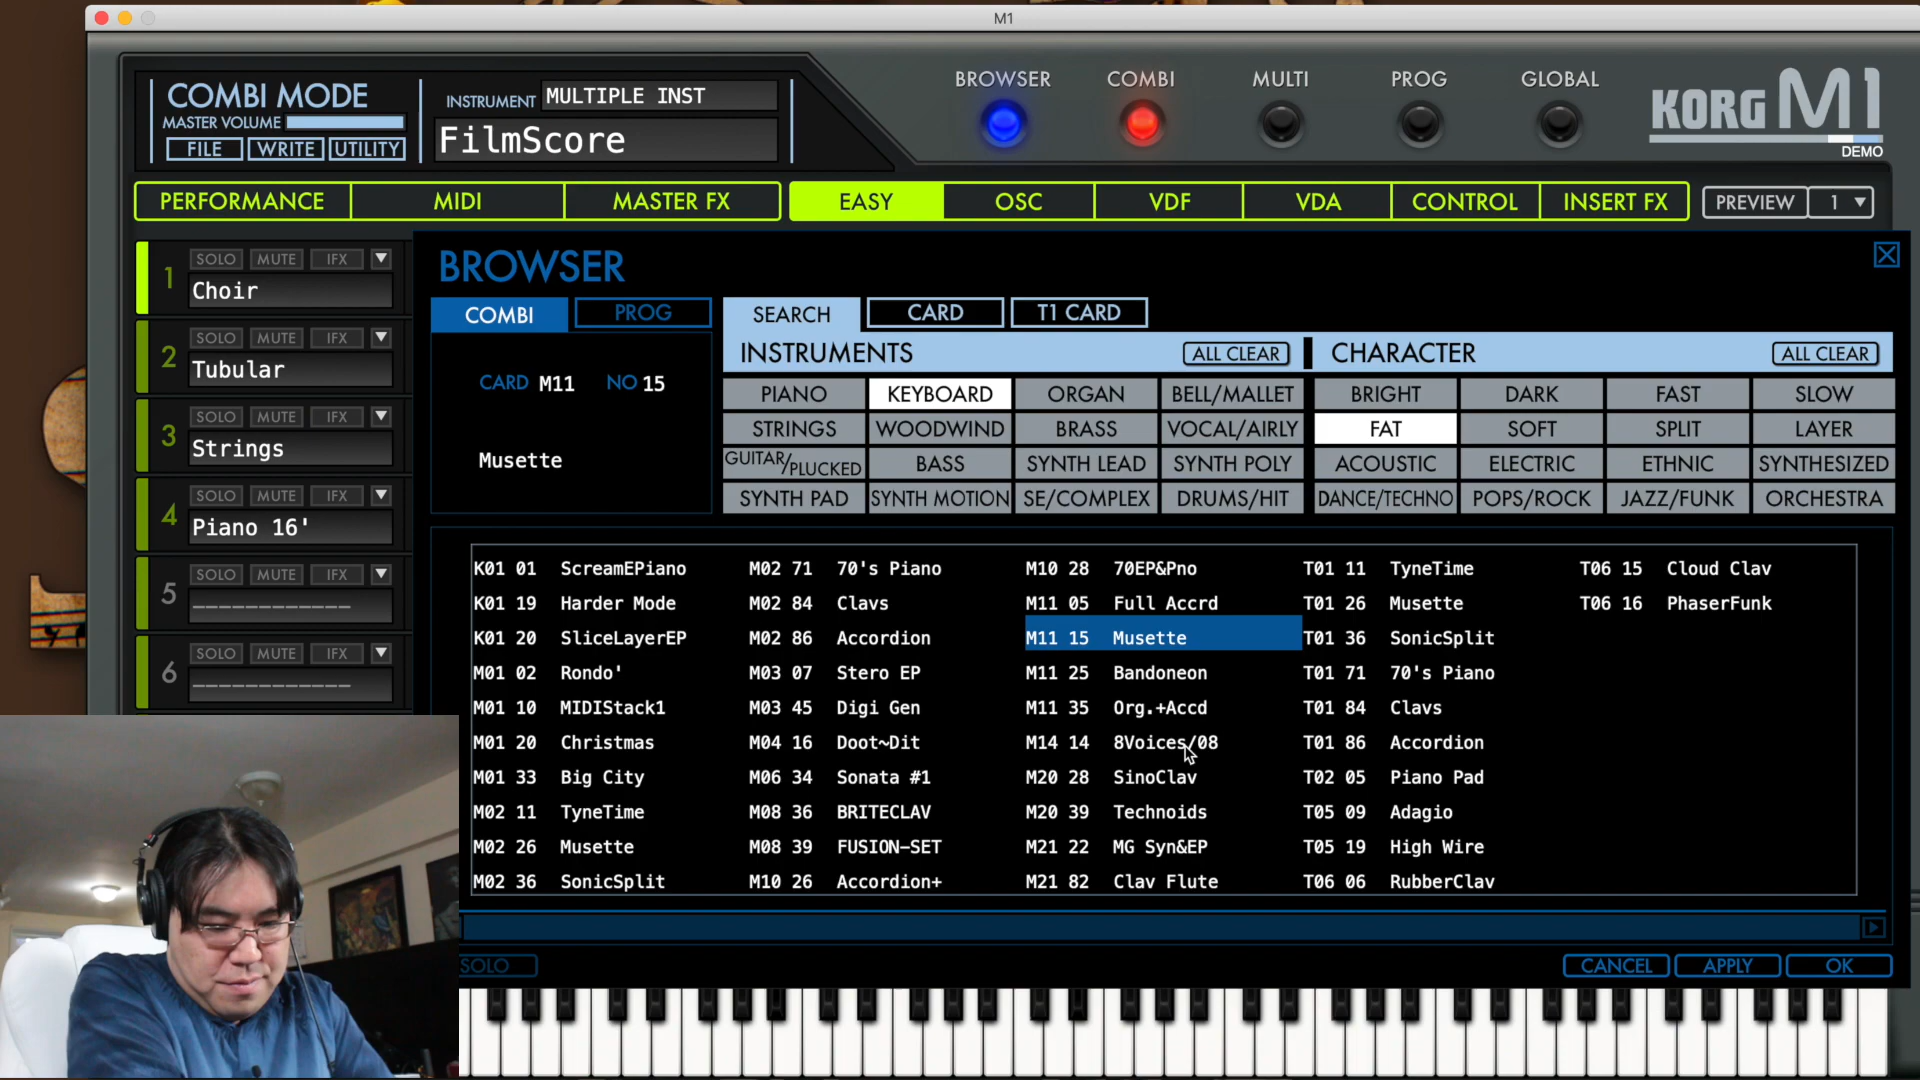 M1
COMBI MODE
MASTER VOLUME
FILE WRITE UTILITY
INSTRUMENT MULTIPLE INST
FilmScore
BROWSER COMBI MULTI PROG GLOBAL
KORG M1
DEMO
PERFORMANCE MIDI MASTER FX EASY OSC VDF VDA CONTROL INSERT FX PREVIEW 1
1 SOLO MUTE IFX
Choir
2 SOLO MUTE IFX
Tubular
3 SOLO MUTE IFX
Strings
4 SOLO MUTE IFX
Piano 16'
5 SOLO MUTE IFX
------------
6 SOLO MUTE IFX
------------
BROWSER
COMBI PROG
CARD M11 NO 15
Musette
SEARCH CARD T1 CARD
INSTRUMENTS ALL CLEAR CHARACTER ALL CLEAR
PIANO KEYBOARD ORGAN BELL/MALLET BRIGHT DARK FAST SLOW
STRINGS WOODWIND BRASS VOCAL/AIRLY FAT SOFT SPLIT LAYER
GUITAR/PLUCKED BASS SYNTH LEAD SYNTH POLY ACOUSTIC ELECTRIC ETHNIC SYNTHESIZED
SYNTH PAD SYNTH MOTION SE/COMPLEX DRUMS/HIT DANCE/TECHNO POPS/ROCK JAZZ/FUNK ORCHESTRA
K01 01 ScreamEPiano M02 71 70's Piano M10 28 70EP&Pno T01 11 TyneTime T06 15 Cloud Clav
K01 19 Harder Mode M02 84 Clavs M11 05 Full Accrd T01 26 Musette T06 16 PhaserFunk
K01 20 SliceLayerEP M02 86 Accordion M11 15 Musette T01 36 SonicSplit
M01 02 Rondo' M03 07 Stero EP M11 25 Bandoneon T01 71 70's Piano
M01 10 MIDIStack1 M03 45 Digi Gen M11 35 Org.+Accd T01 84 Clavs
M01 20 Christmas M04 16 Doot~Dit M14 14 8Voices/08 T01 86 Accordion
M01 33 Big City M06 34 Sonata #1 M20 28 SinoClav T02 05 Piano Pad
M02 11 TyneTime M08 36 BRITECLAV M20 39 Technoids T05 09 Adagio
M02 26 Musette M08 39 FUSION-SET M21 22 MG Syn&EP T05 19 High Wire
M02 36 SonicSplit M10 26 Accordion+ M21 82 Clav Flute T06 06 RubberClav
SOLO CANCEL APPLY OK